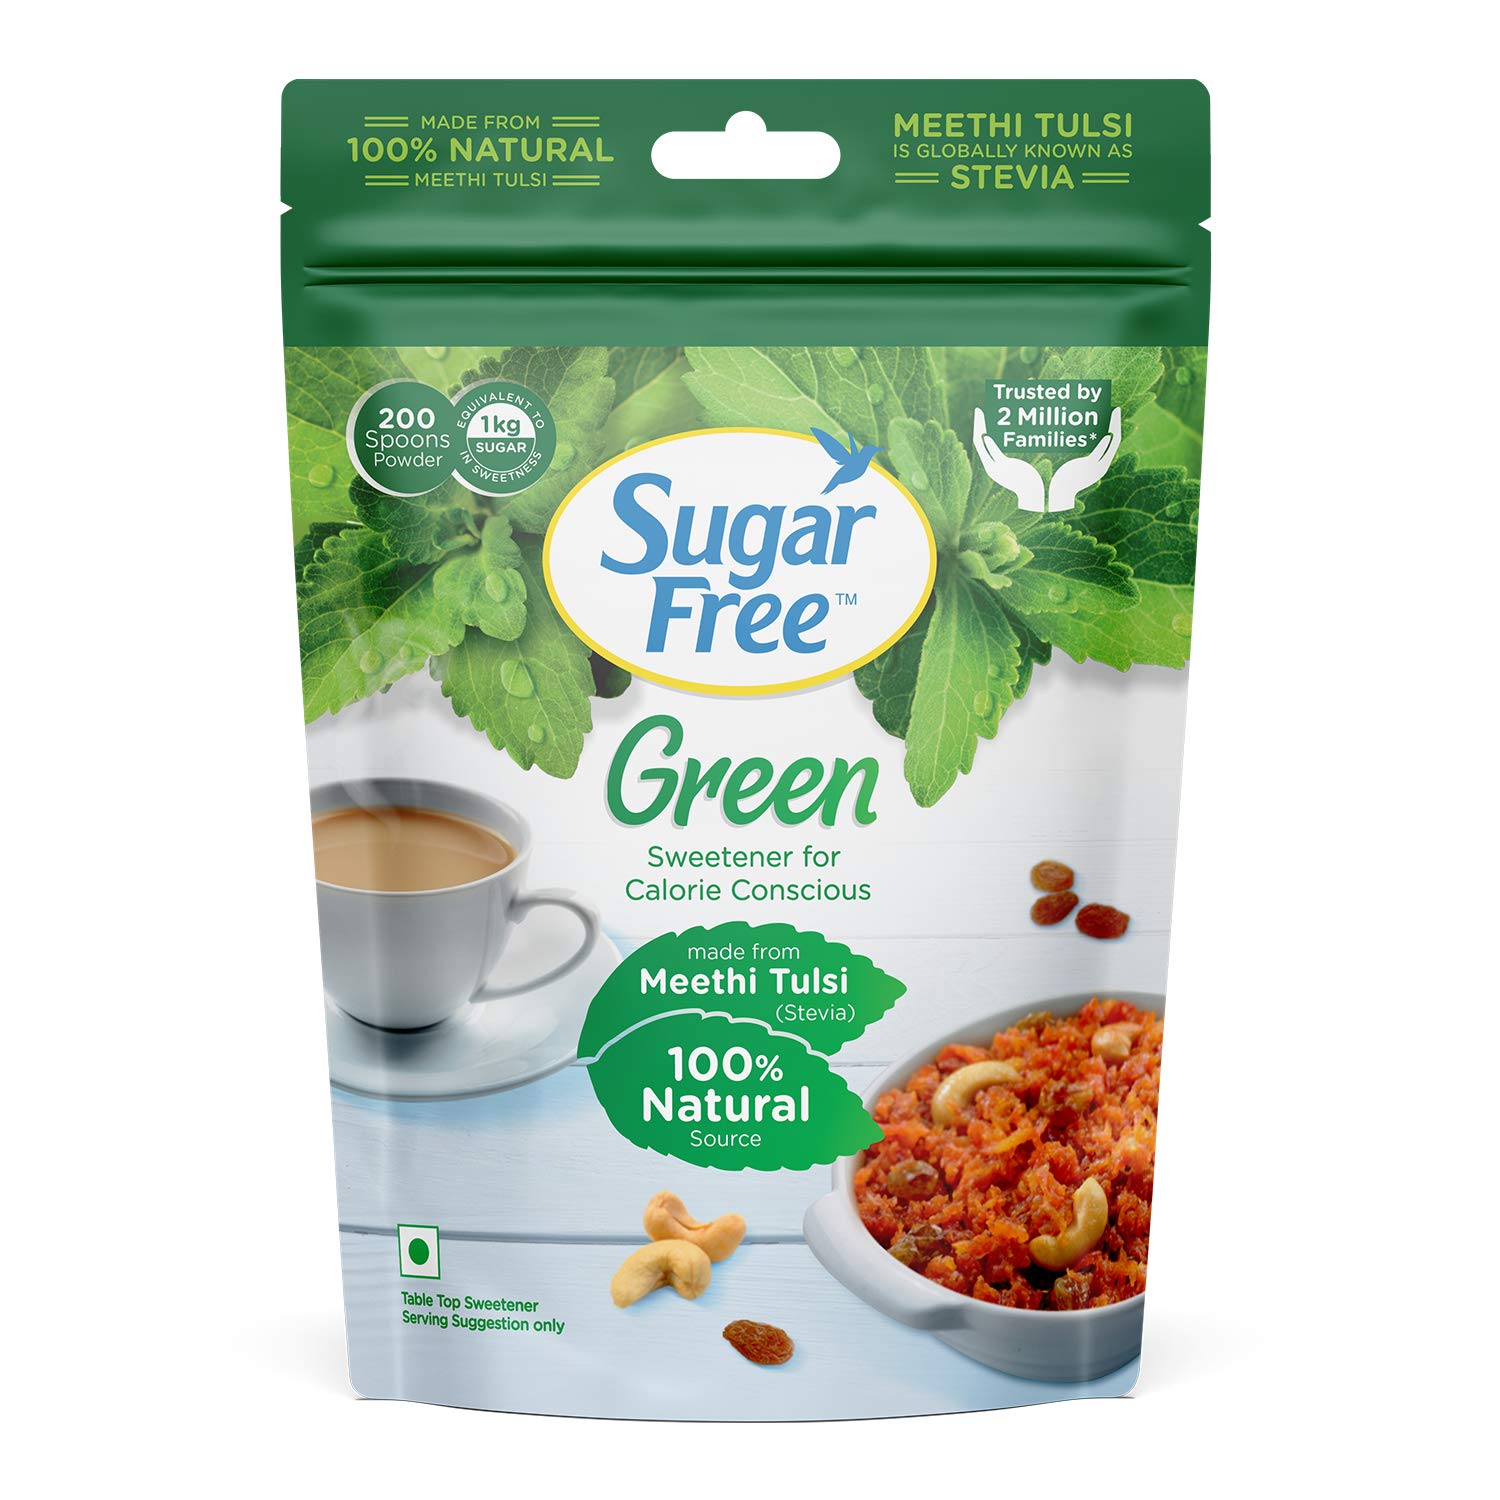 MADE FROM
100% NATURAL
MEETHI TULSI
MEETHI TULSI
IS GLOBALLY KNOWN AS
STEVIA
200
Spoons
Powder
EQUIVALENT TO
1kg
SUGAR
IN SWEETNESS
Trusted by
2 Million
Families*
Sugar
Free™
Green
Sweetener for
Calorie Conscious
made from
Meethi Tulsi
(Stevia)
100%
Natural
Source
Table Top Sweetener
Serving Suggestion only